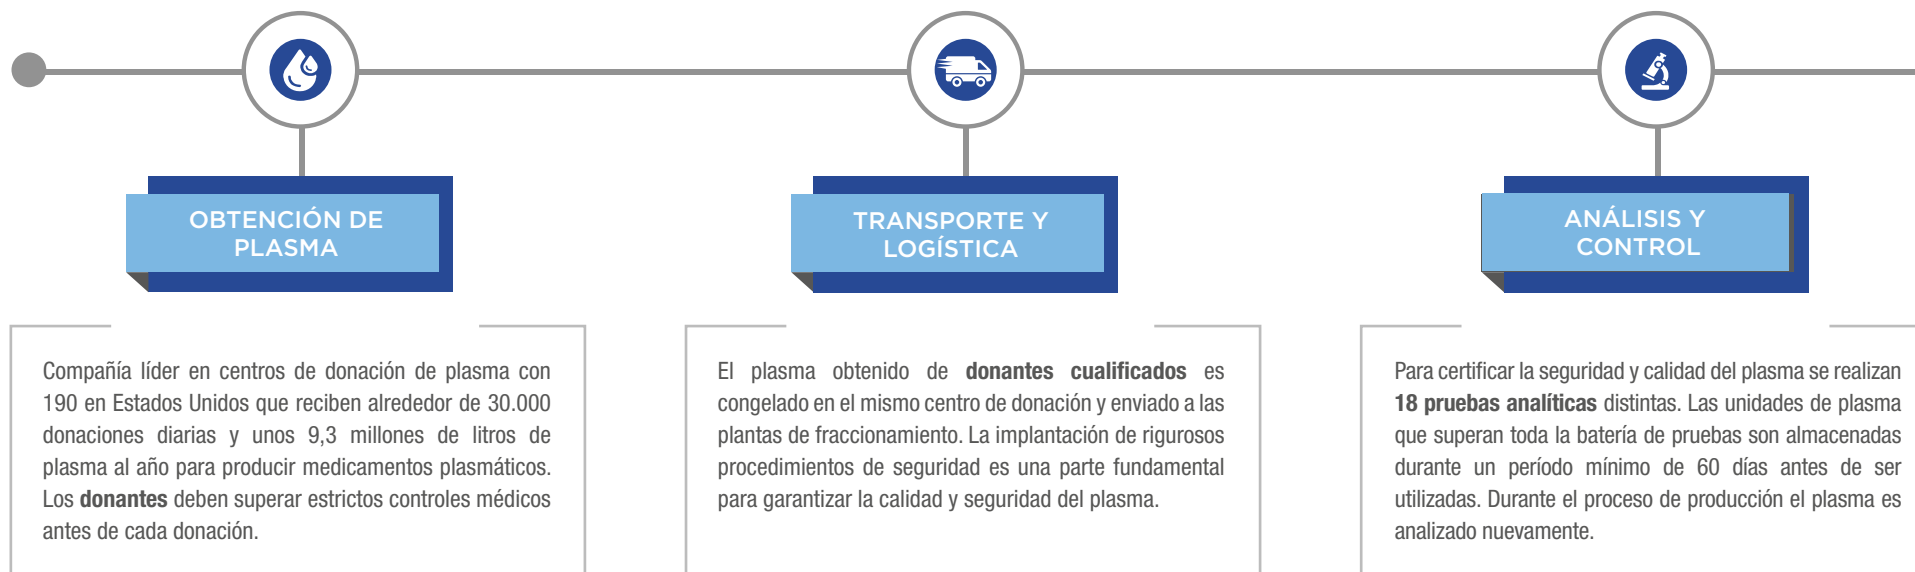 OBTENCIÓN DE
PLASMA
Compañía líder en centros de donación de plasma con
190 en Estados Unidos que reciben alrededor de 30.000
donaciones diarias y unos 9,3 millones de litros de
plasma al año para producir medicamentos plasmáticos.
Los donantes deben superar estrictos controles médicos
antes de cada donación.
TRANSPORTE Y
LOGÍSTICA
El plasma obtenido de donantes cualificados es
congelado en el mismo centro de donación y enviado a las
plantas de fraccionamiento. La implantación de rigurosos
procedimientos de seguridad es una parte fundamental
para garantizar la calidad y seguridad del plasma.
ANÁLISIS Y
CONTROL
Para certificar la seguridad y calidad del plasma se realizan
18 pruebas analíticas distintas. Las unidades de plasma
que superan toda la batería de pruebas son almacenadas
durante un período mínimo de 60 días antes de ser
utilizadas. Durante el proceso de producción el plasma es
analizado nuevamente.